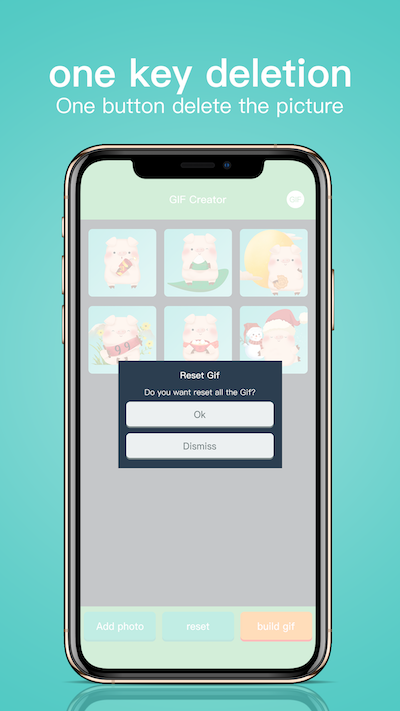 one key deletion
One button delete the picture
GIF Creator
GIF
99
Reset Gif
Do you want reset all the Gif?
Ok
Dismiss
Add photo
reset
build gif